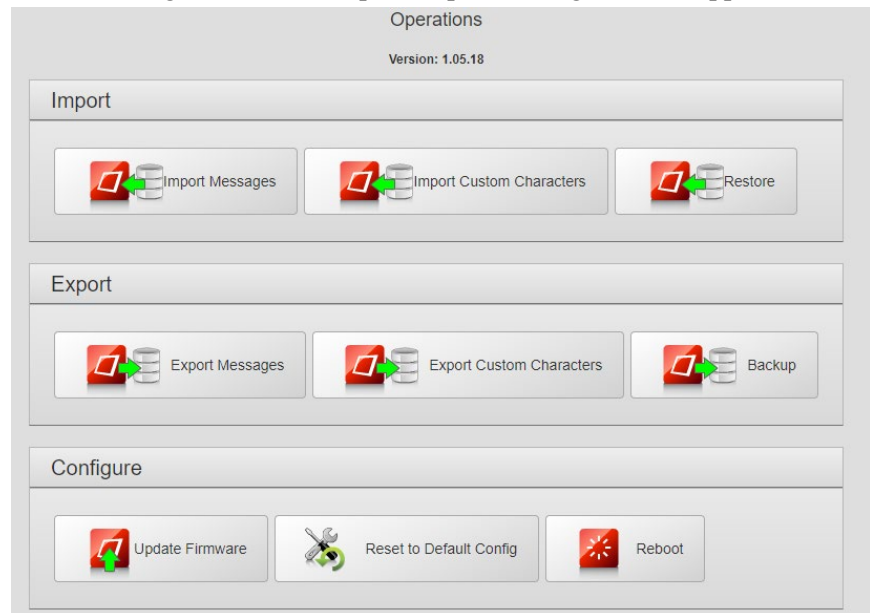 Operations
Version: 1.05.18
Import
Import Messages
Import Custom Characters
Restore
Export
Export Messages
Export Custom Characters
Backup
Configure
Update Firmware
Reset to Default Config
Reboot